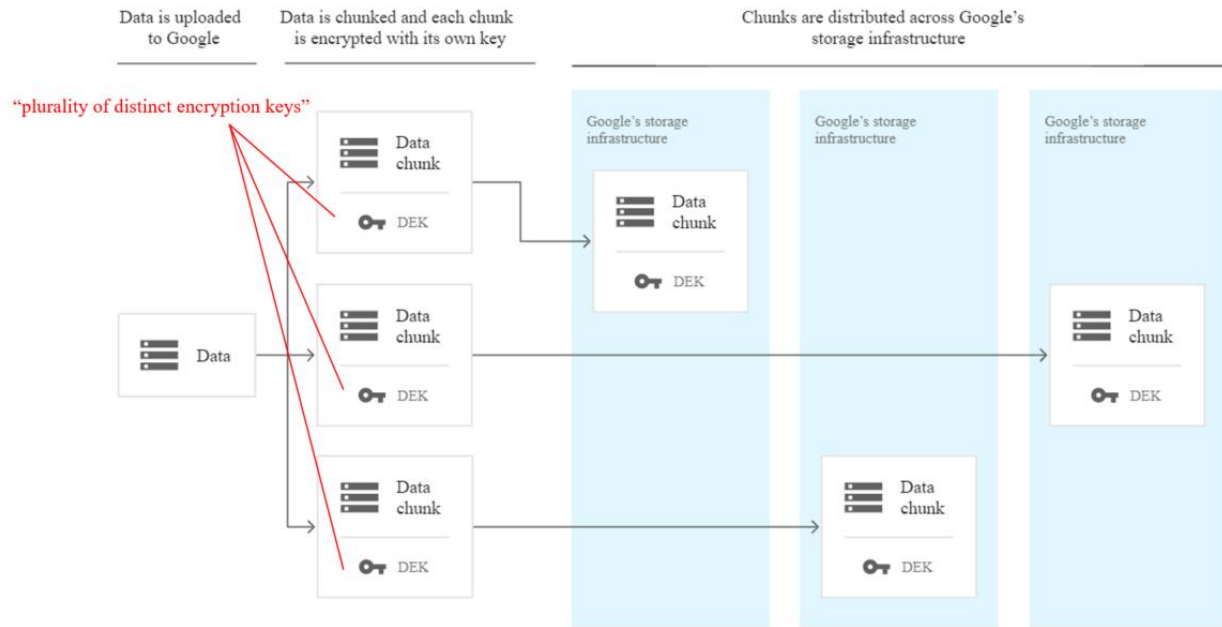 Data is uploaded
to Google
Data is chunked and each chunk
is encrypted with its own key
Chunks are distributed across Google's
storage infrastructure
“plurality of distinct encryption keys”
Data
Data
chunk
DEK
Data
chunk
DEK
Data
chunk
DEK
Google's storage
infrastructure
Data
chunk
DEK
Google's storage
infrastructure
Data
chunk
DEK
Google's storage
infrastructure
Data
chunk
DEK